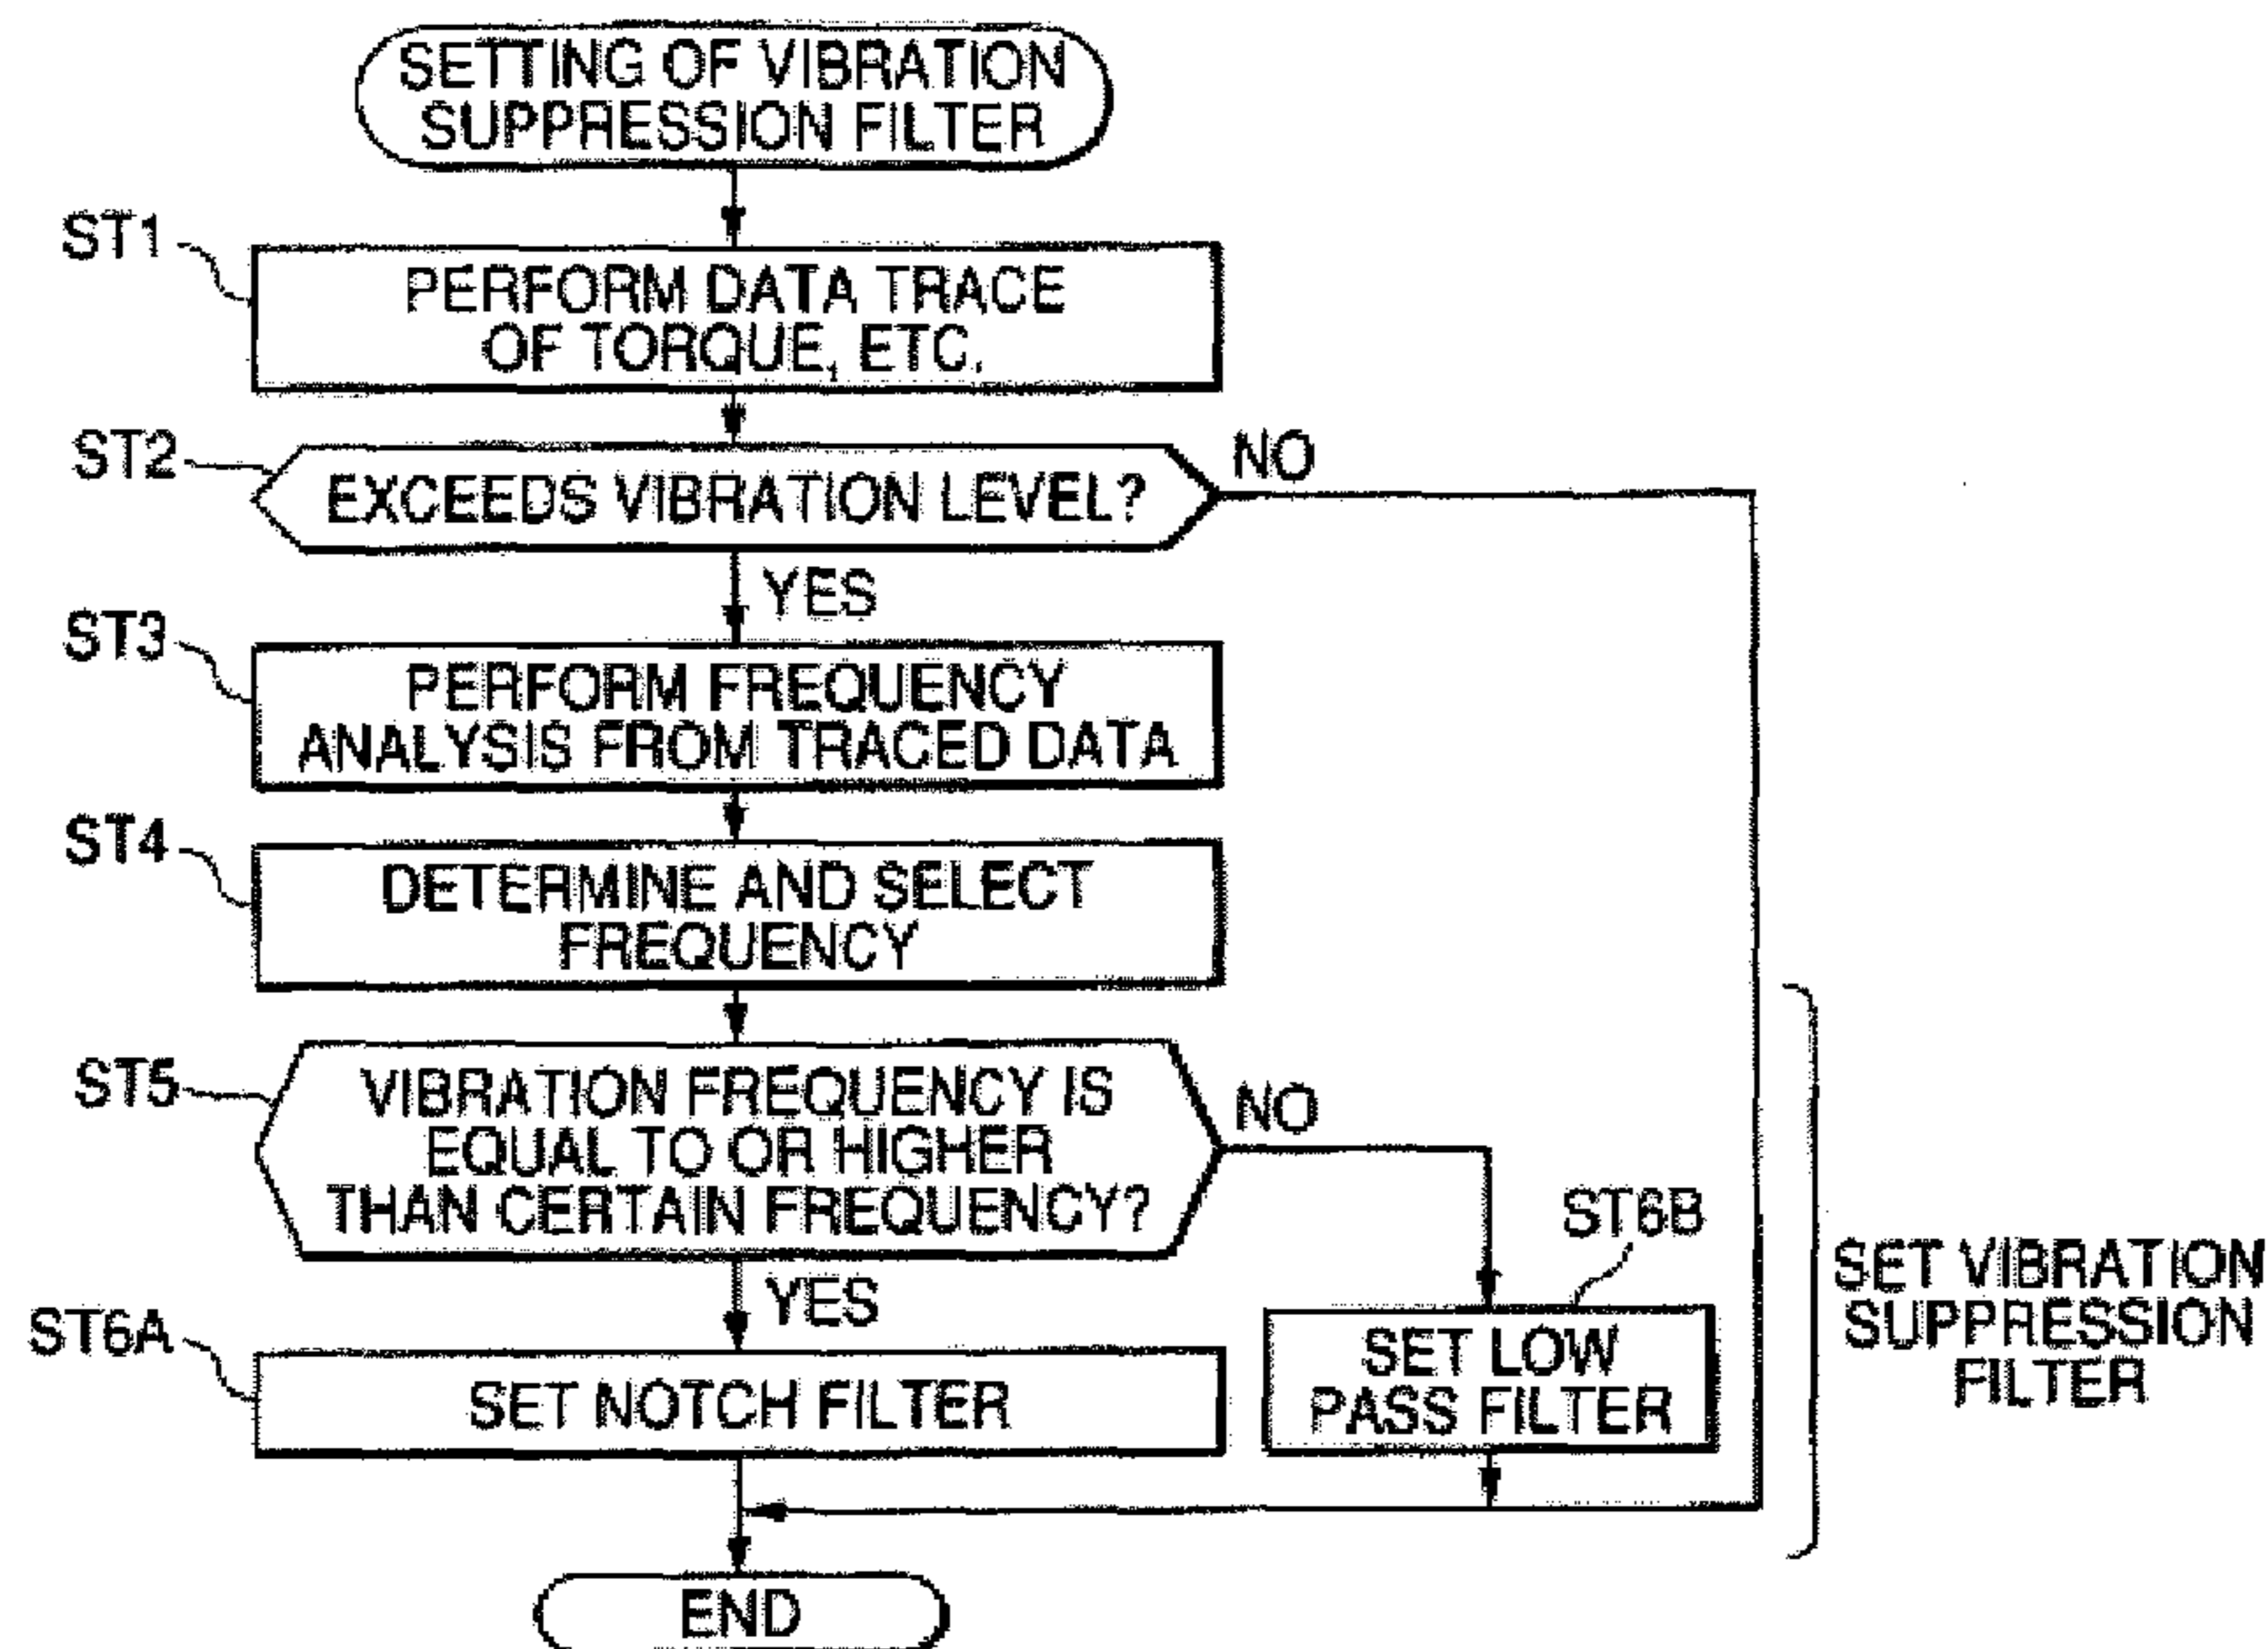 SETTING OF VIBRATION
SUPPRESSION FILTER
ST1
PERFORM DATA TRACE
OF TORQUE, ETC.
ST2
EXCEEDS VIBRATION LEVEL?
NO
YES
ST3
PERFORM FREQUENCY
ANALYSIS FROM TRACED DATA
ST4
DETERMINE AND SELECT
FREQUENCY
ST5
VIBRATION FREQUENCY IS
EQUAL TO OR HIGHER
THAN CERTAIN FREQUENCY?
NO
YES
ST6A
SET NOTCH FILTER
ST6B
SET LOW
PASS FILTER
SET VIBRATION
SUPPRESSION
FILTER
END